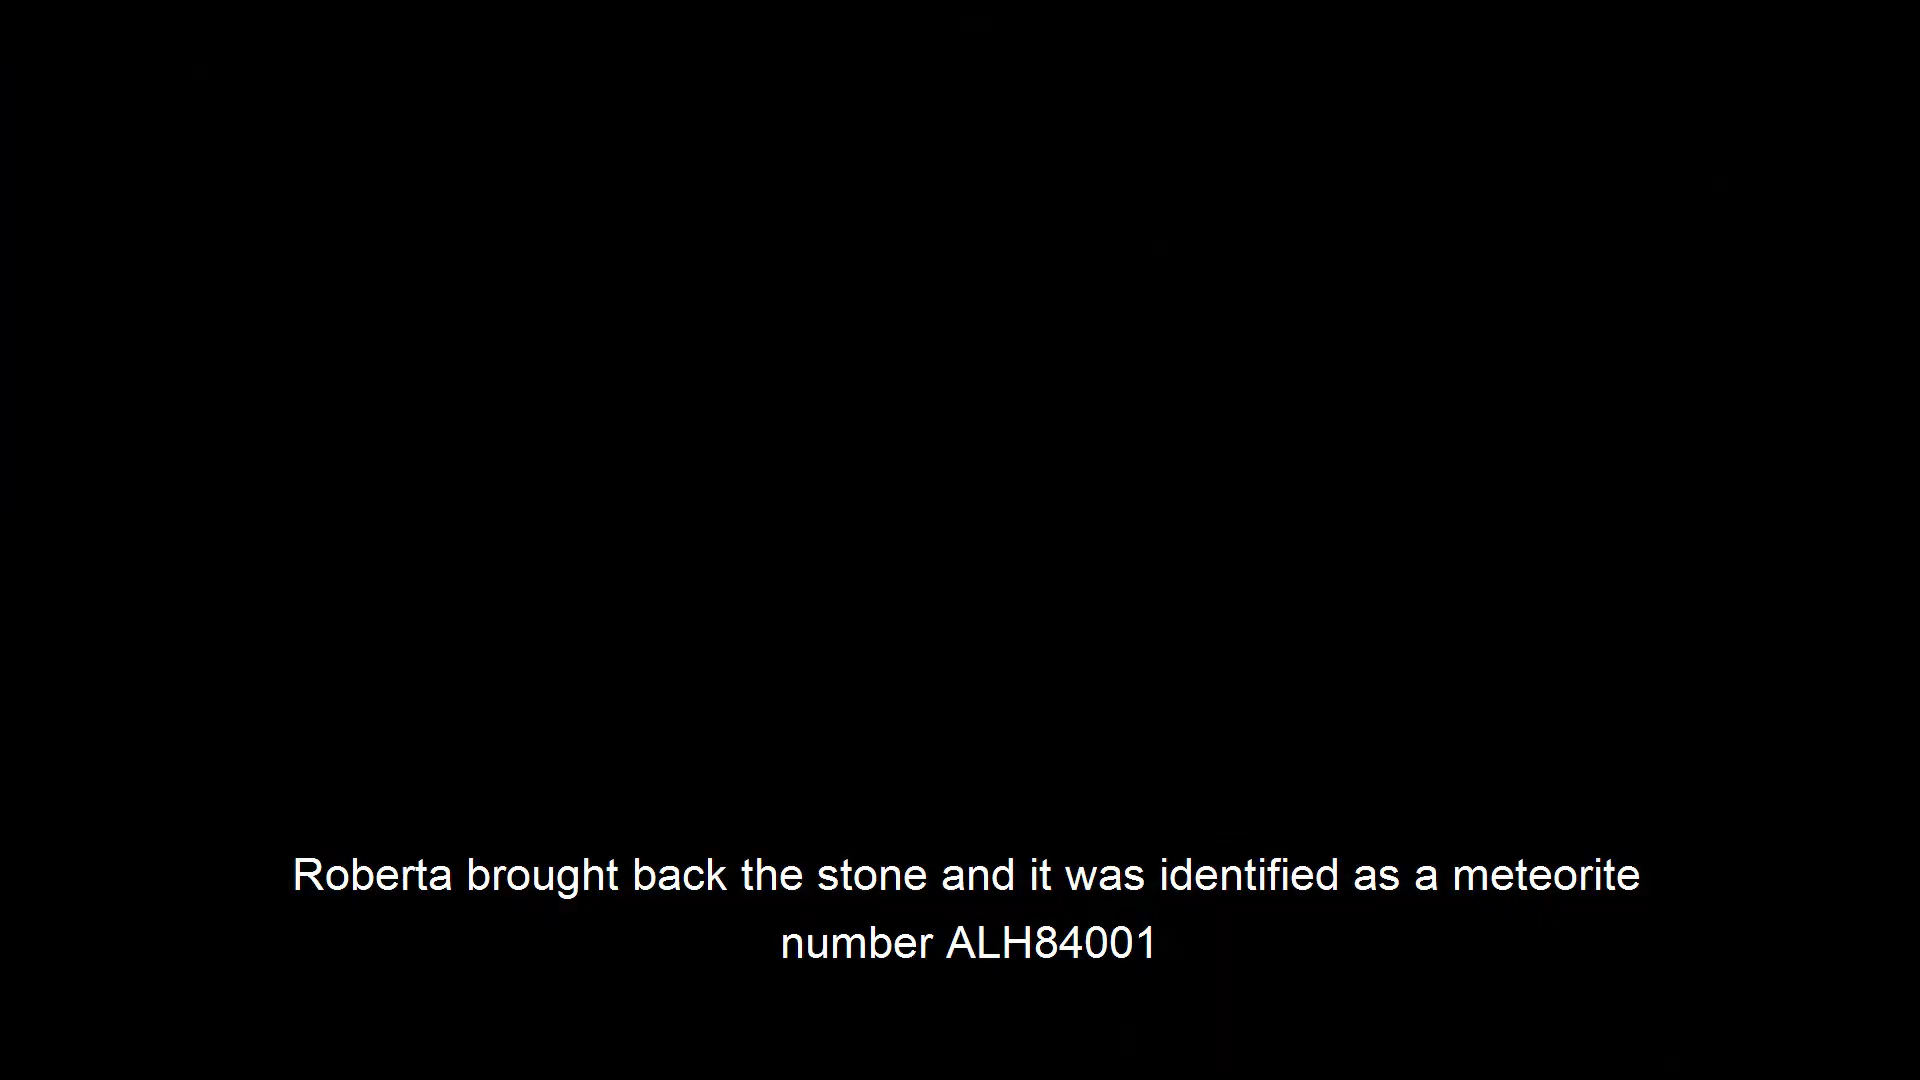 Roberta brought back the stone and it was identified as a meteorite
number ALH84001